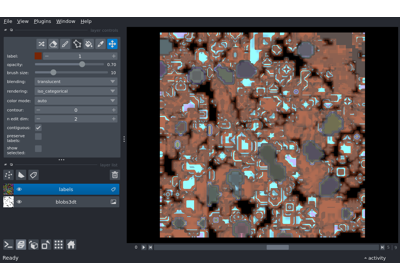 File View Plugins Window Help
label: 1
opacity: 0.70
brush size: 10
blending: translucent
rendering: iso_categorical
color mode: auto
contour: 0
n edit dim: 2
contiguous:
preserve
labels:
show
selected:
labels
blobs3d
Ready
activity